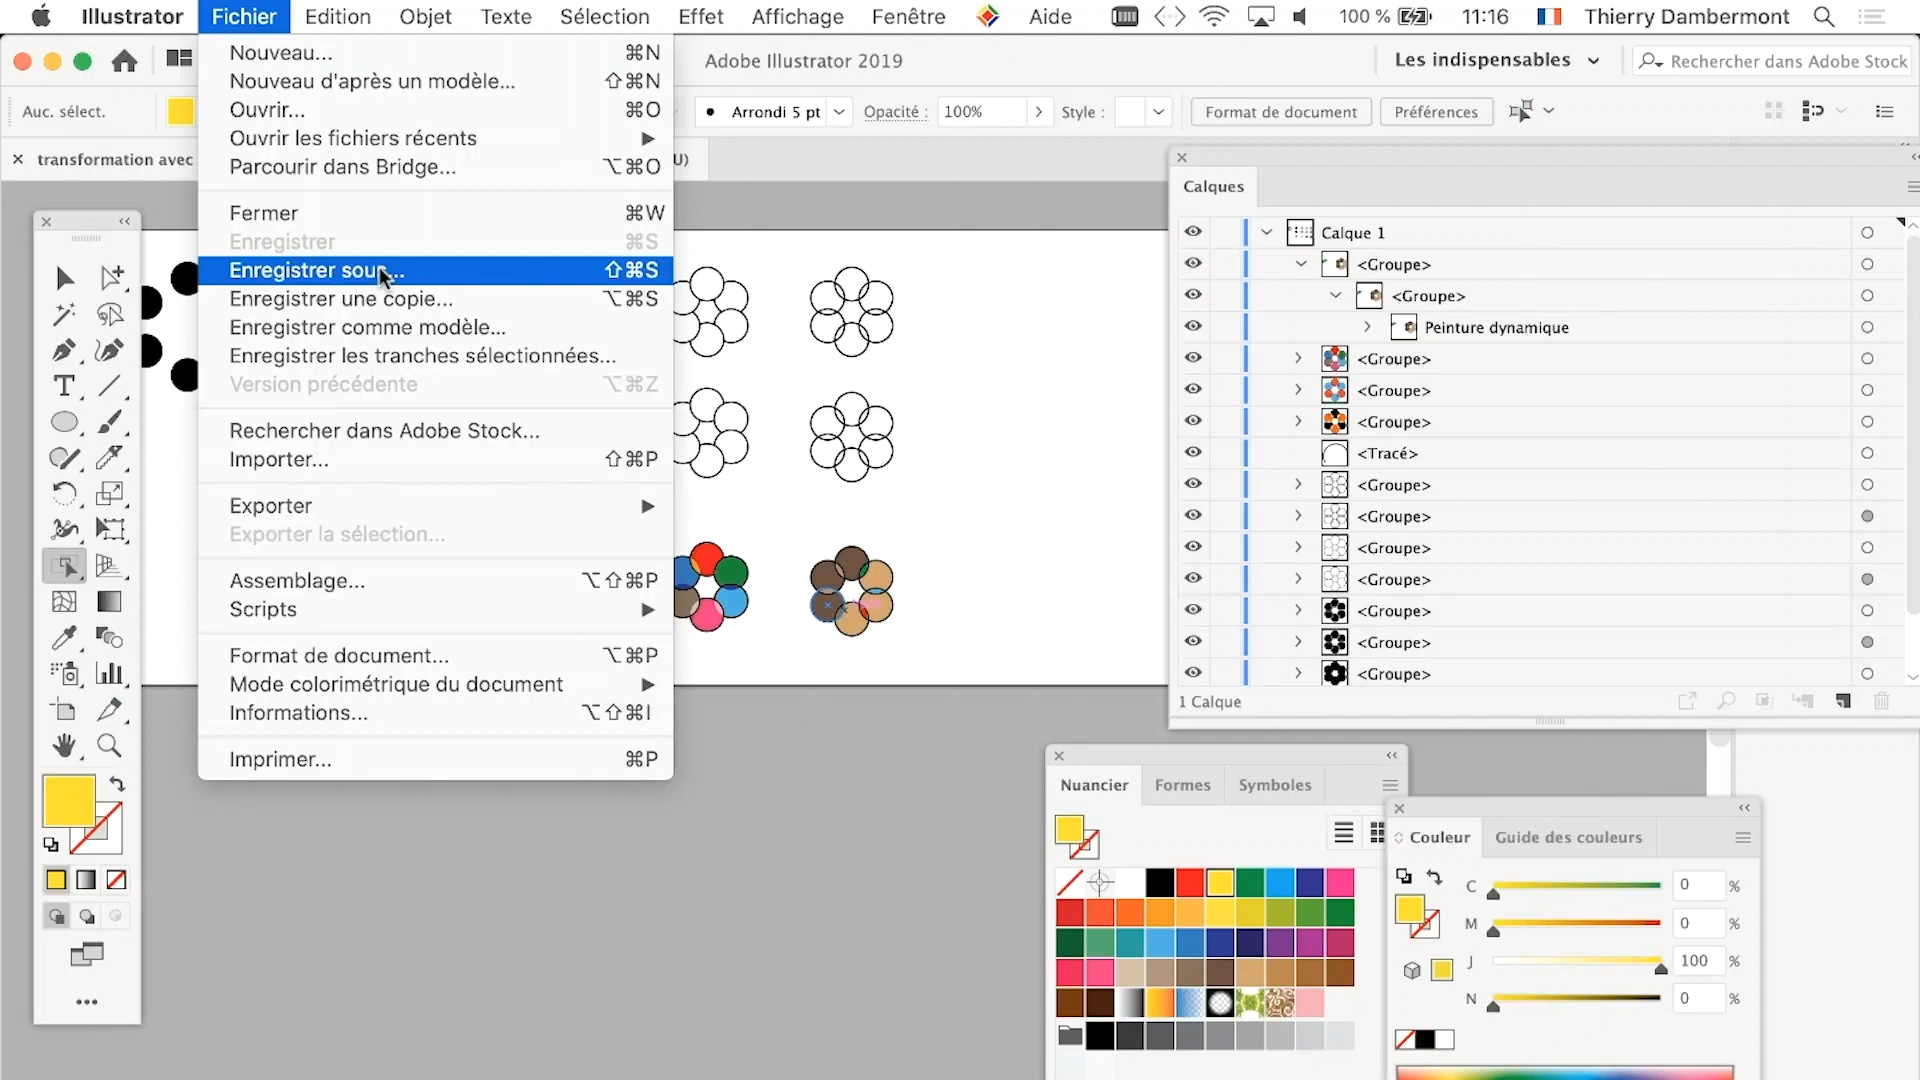 Illustrator Fichier Edition Objet Texte Sélection Effet Affichage Fenêtre Aide 100 % 11:16 Thierry Dambermont
Adobe Illustrator 2019
Les indispensables
Rechercher dans Adobe Stock
Auc. sélect.
Arrondi 5 pt
Opacité :
100%
Style :
Format de document
Préférences
transformation avec
U)
Nouveau... ⌘N
Nouveau d'après un modèle... ⇧⌘N
Ouvrir... ⌘O
Ouvrir les fichiers récents
Parcourir dans Bridge... ⌥⌘O
Fermer ⌘W
Enregistrer ⌘S
Enregistrer sous... ⇧⌘S
Enregistrer une copie... ⌥⌘S
Enregistrer comme modèle...
Enregistrer les tranches sélectionnées...
Version précédente ⌥⌘Z
Rechercher dans Adobe Stock...
Importer... ⇧⌘P
Exporter
Exporter la sélection...
Assemblage... ⌥⇧⌘P
Scripts
Format de document... ⌥⌘P
Mode colorimétrique du document
Informations... ⌥⇧⌘I
Imprimer... ⌘P
Calques
Calque 1
<Groupe>
<Groupe>
Peinture dynamique
<Groupe>
<Groupe>
<Groupe>
<Tracé>
<Groupe>
<Groupe>
<Groupe>
<Groupe>
<Groupe>
<Groupe>
<Groupe>
1 Calque
Nuancier Formes Symboles
Couleur Guide des couleurs
C 0 %
M 0 %
J 100 %
N 0 %